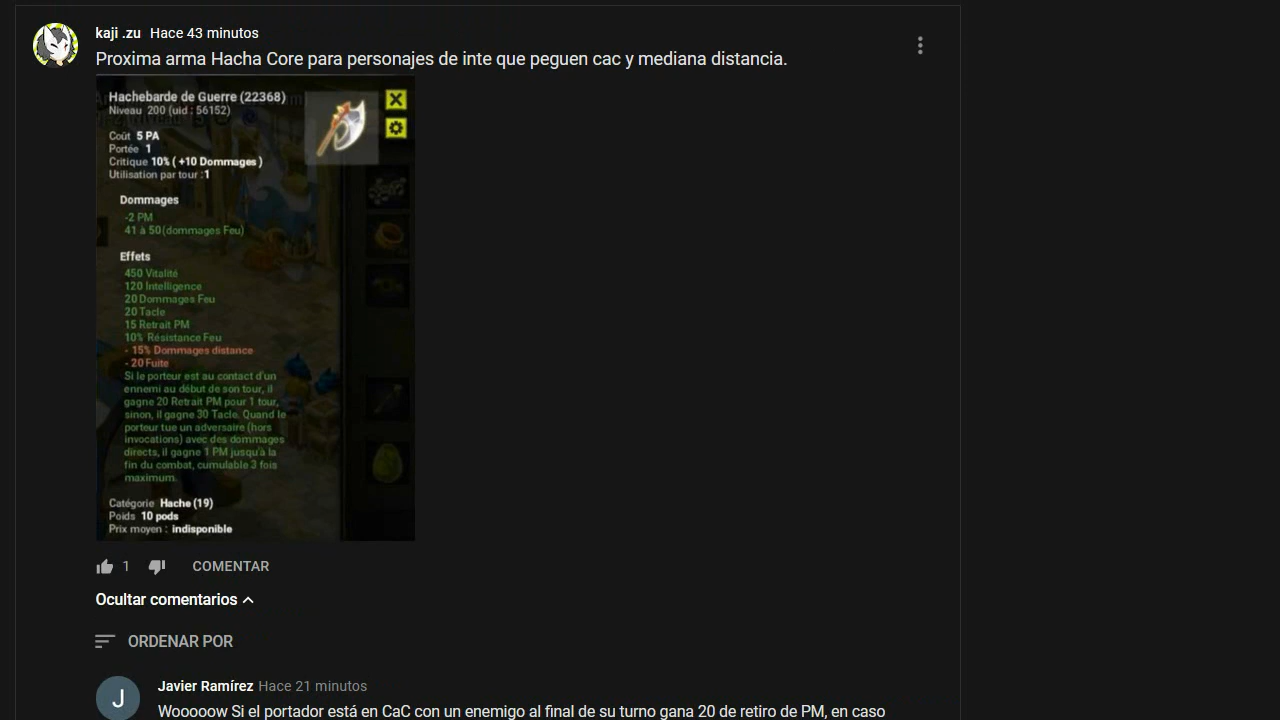 kaji .zu Hace 43 minutos
Proxima arma Hacha Core para personajes de inte que peguen cac y mediana distancia.
Hachebarde de Guerre (22368)
Niveau 200 (uid : 56152)
Coût 5 PA
Portée 1
Critique 10% ( +10 Dommages )
Utilisation par tour : 1
Dommages
-2 PM
41 à 50 (dommages Feu)
Effets
450 Vitalité
120 Intelligence
20 Dommages Feu
20 Tacle
15 Retrait PM
10% Résistance Feu
- 15% Dommages distance
- 20 Fuite
Si le porteur est au contact d'un
ennemi au début de son tour, il
gagne 20 Retrait PM pour 1 tour,
sinon, il gagne 30 Tacle. Quand le
porteur tue un adversaire (hors
invocations) avec des dommages
directs, il gagne 1 PM jusqu'à la
fin du combat, cumulable 3 fois
maximum.
Catégorie Hache (19)
Poids 10 pods
Prix moyen : indisponible
1 COMENTAR
Ocultar comentarios
ORDENAR POR
J
Javier Ramírez Hace 21 minutos
Wooooow Si el portador está en CaC con un enemigo al final de su turno gana 20 de retiro de PM, en caso